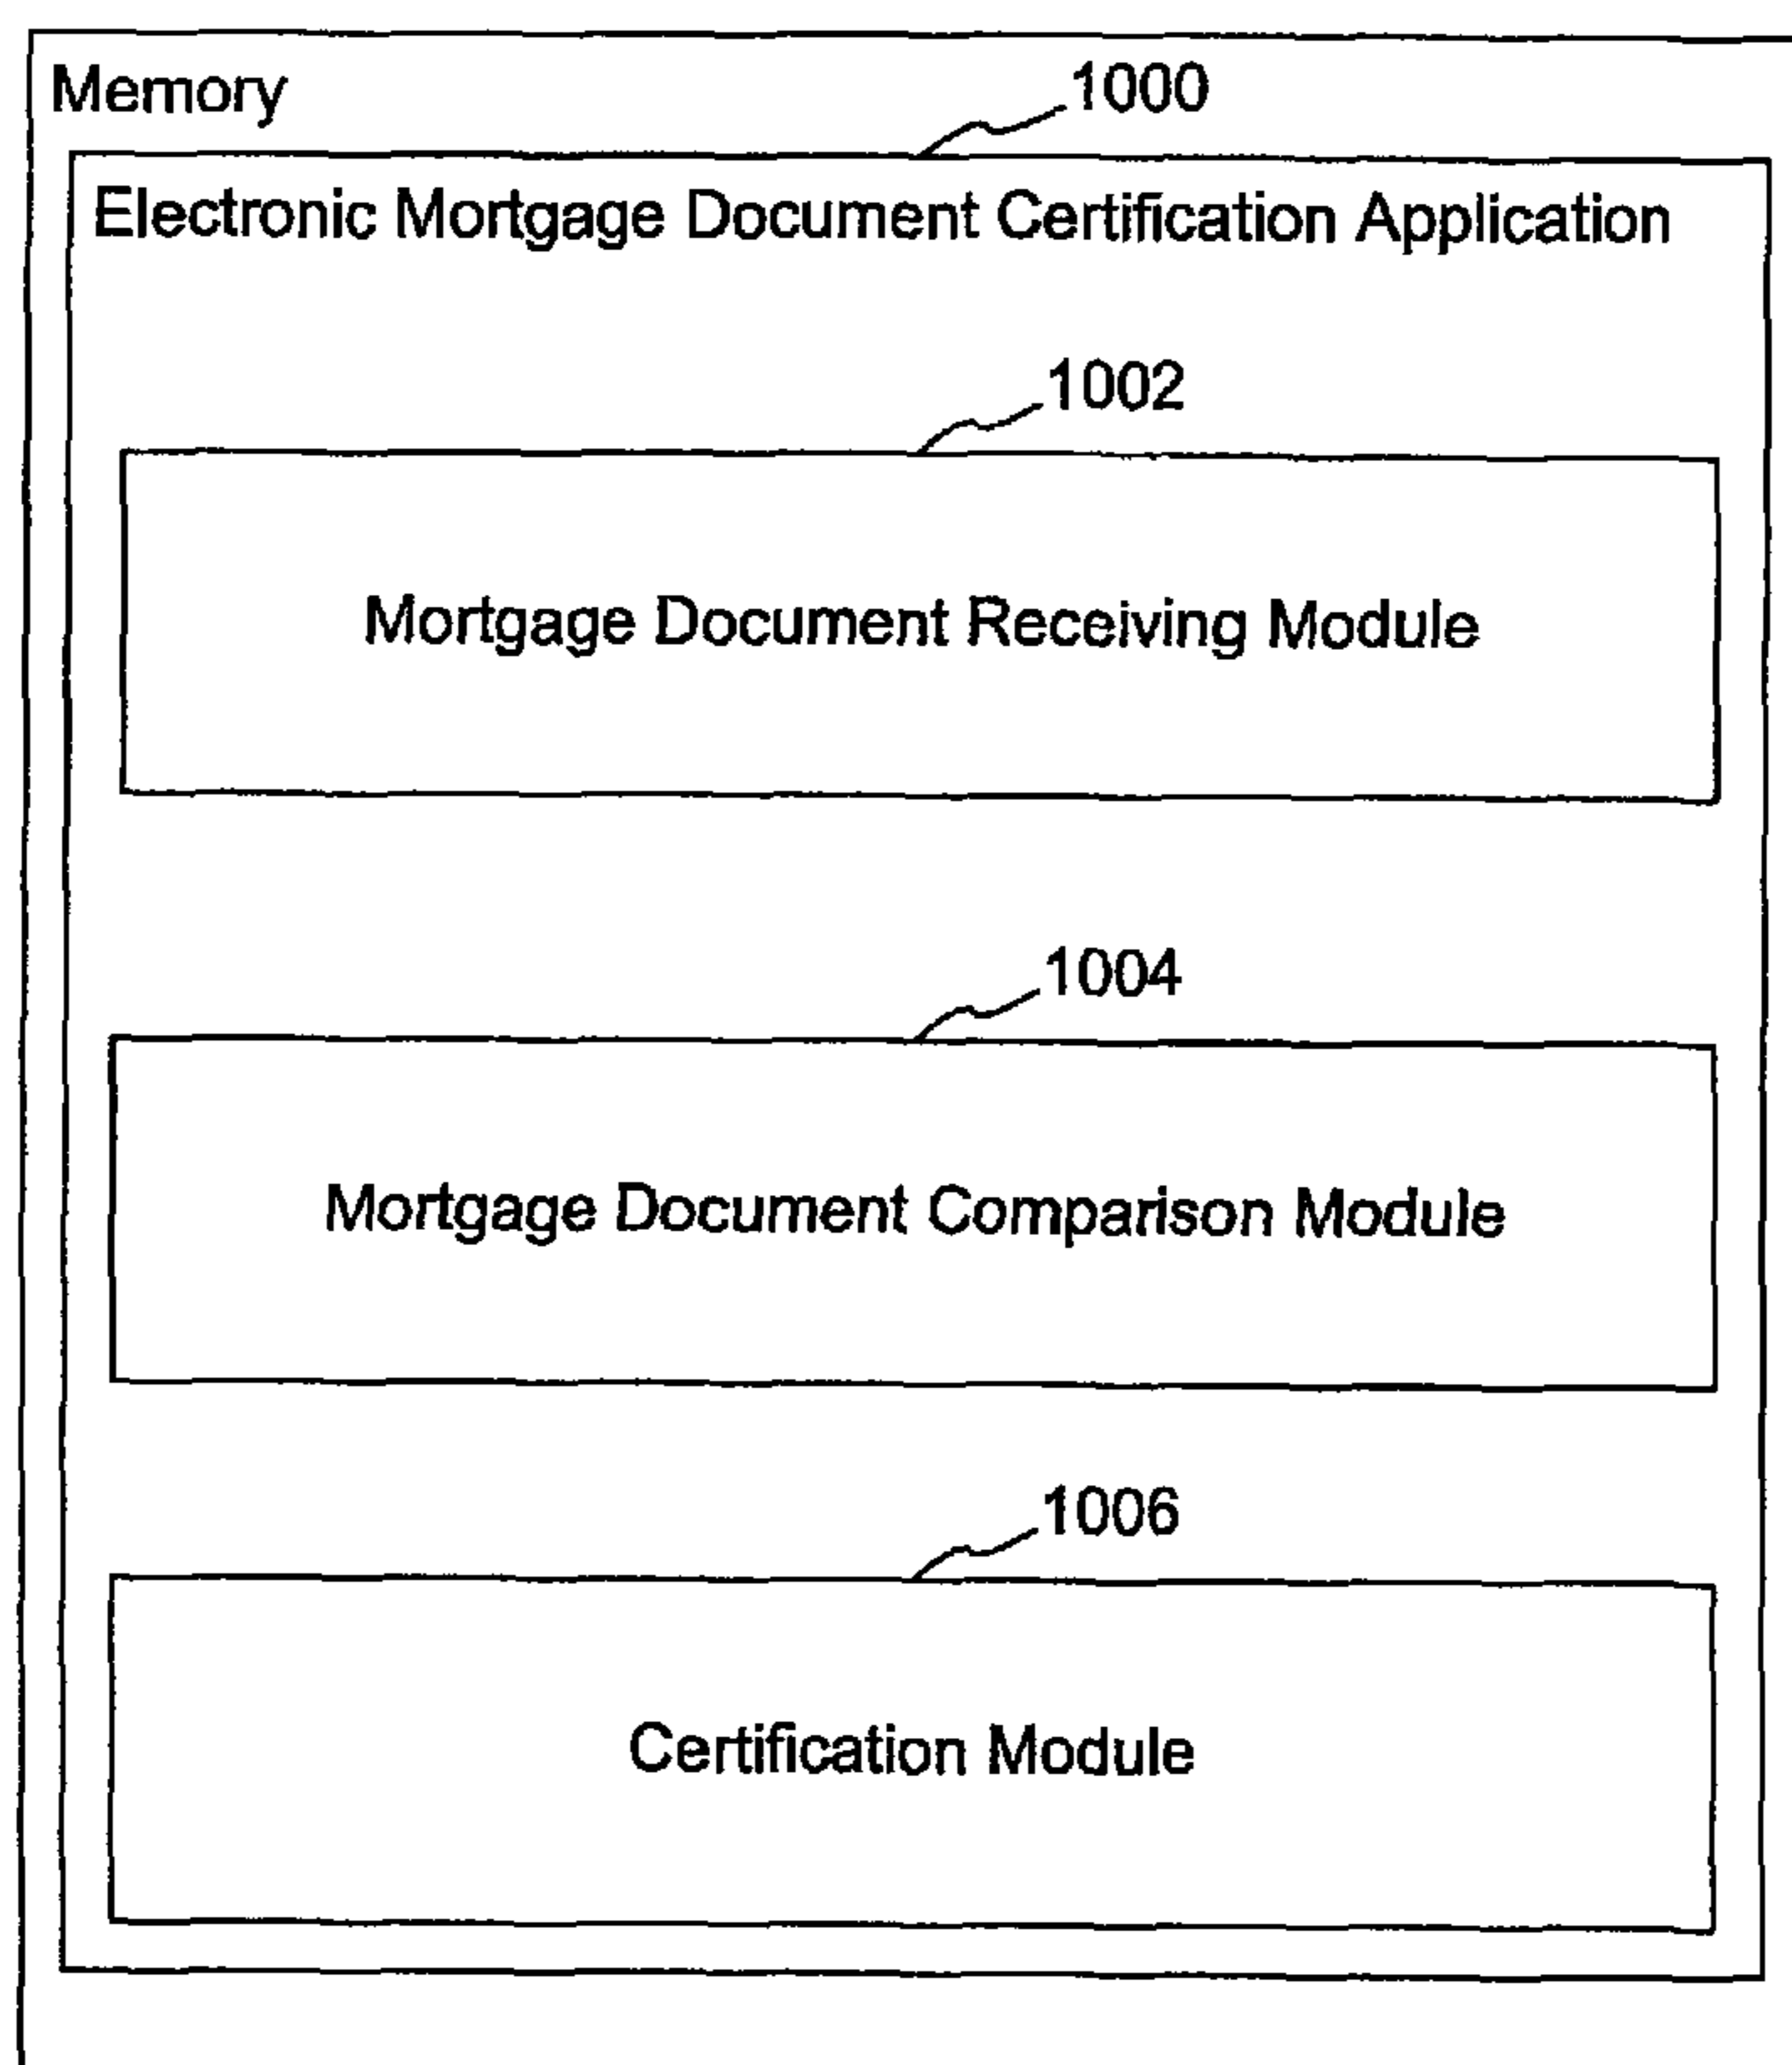 Memory
1000
Electronic Mortgage Document Certification Application
1002
Mortgage Document Receiving Module
1004
Mortgage Document Comparison Module
1006
Certification Module